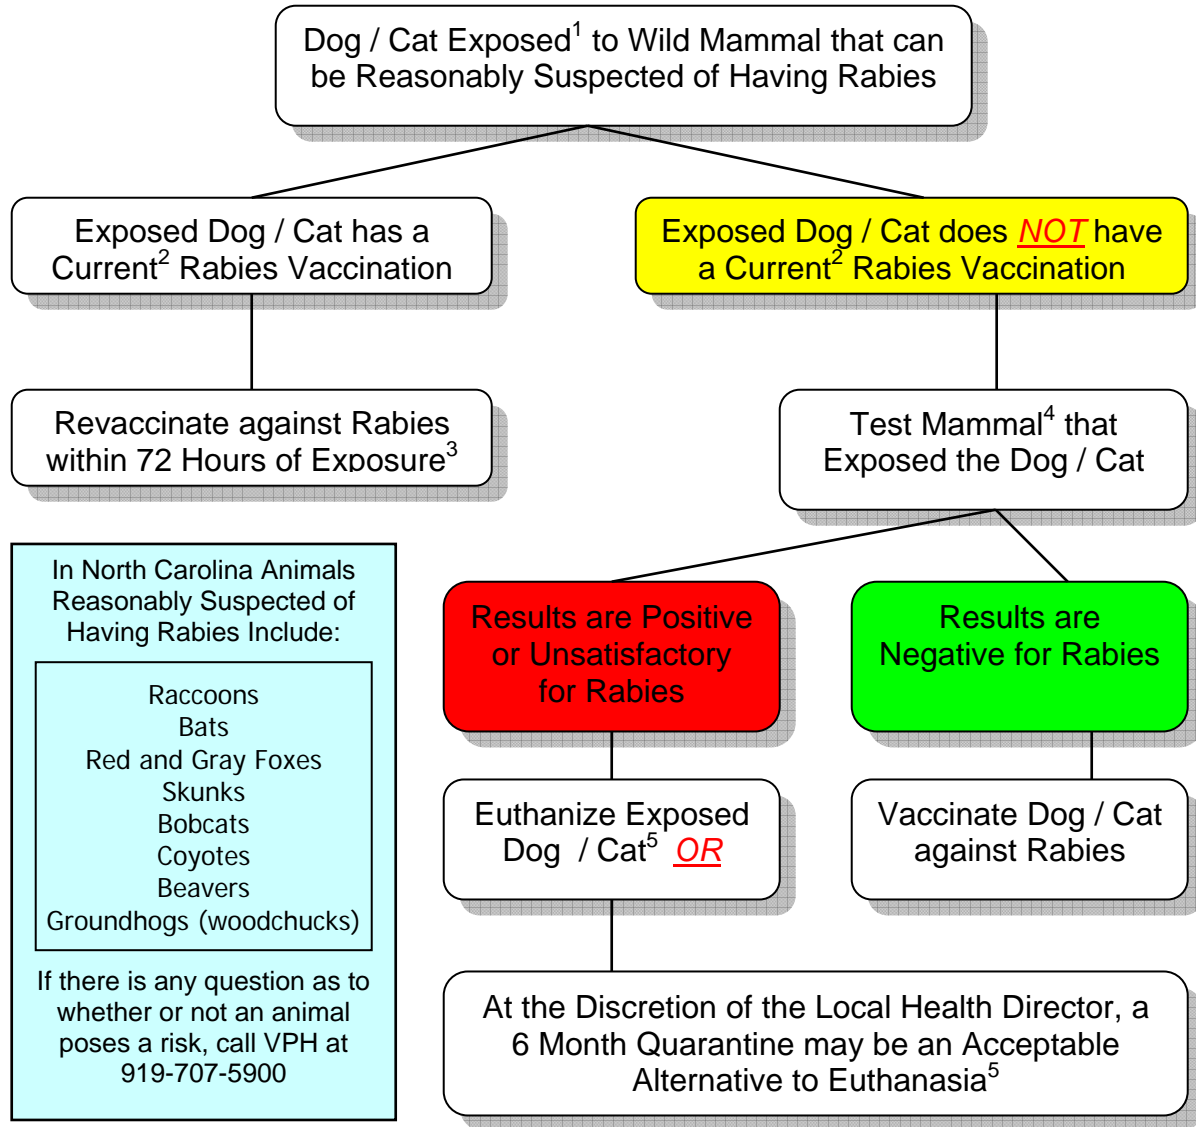 Dog / Cat Exposed¹ to Wild Mammal that can
be Reasonably Suspected of Having Rabies
Exposed Dog / Cat has a
Current² Rabies Vaccination
Exposed Dog / Cat does NOT have
a Current² Rabies Vaccination
Revaccinate against Rabies
within 72 Hours of Exposure³
Test Mammal⁴ that
Exposed the Dog / Cat
In North Carolina Animals
Reasonably Suspected of
Having Rabies Include:
Raccoons
Bats
Red and Gray Foxes
Skunks
Bobcats
Coyotes
Beavers
Groundhogs (woodchucks)
If there is any question as to
whether or not an animal
poses a risk, call VPH at
919-707-5900
Results are Positive
or Unsatisfactory
for Rabies
Results are
Negative for Rabies
Euthanize Exposed
Dog / Cat⁵ OR
Vaccinate Dog / Cat
against Rabies
At the Discretion of the Local Health Director, a
6 Month Quarantine may be an Acceptable
Alternative to Euthanasia⁵